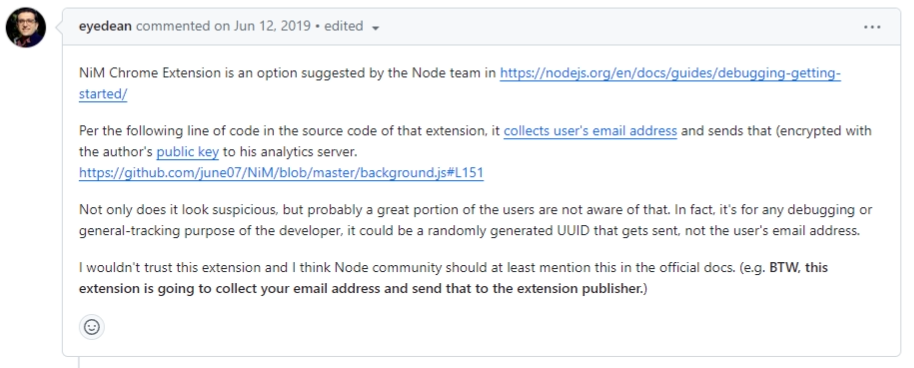 eyedean commented on Jun 12, 2019 • edited
NiM Chrome Extension is an option suggested by the Node team in https://nodejs.org/en/docs/guides/debugging-getting-
started/
Per the following line of code in the source code of that extension, it collects user's email address and sends that (encrypted with
the author's public key to his analytics server.
https://github.com/june07/NiM/blob/master/background.js#L151
Not only does it look suspicious, but probably a great portion of the users are not aware of that. In fact, it's for any debugging or
general-tracking purpose of the developer, it could be a randomly generated UUID that gets sent, not the user's email address.
I wouldn't trust this extension and I think Node community should at least mention this in the official docs. (e.g. BTW, this
extension is going to collect your email address and send that to the extension publisher.)